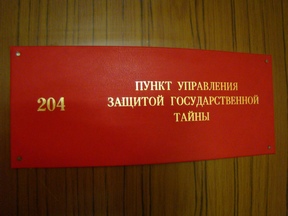 204
ПУНКТ УПРАВЛЕНИЯ
ЗАЩИТОЙ ГОСУДАРСТВЕННОЙ
ТАЙНЫ